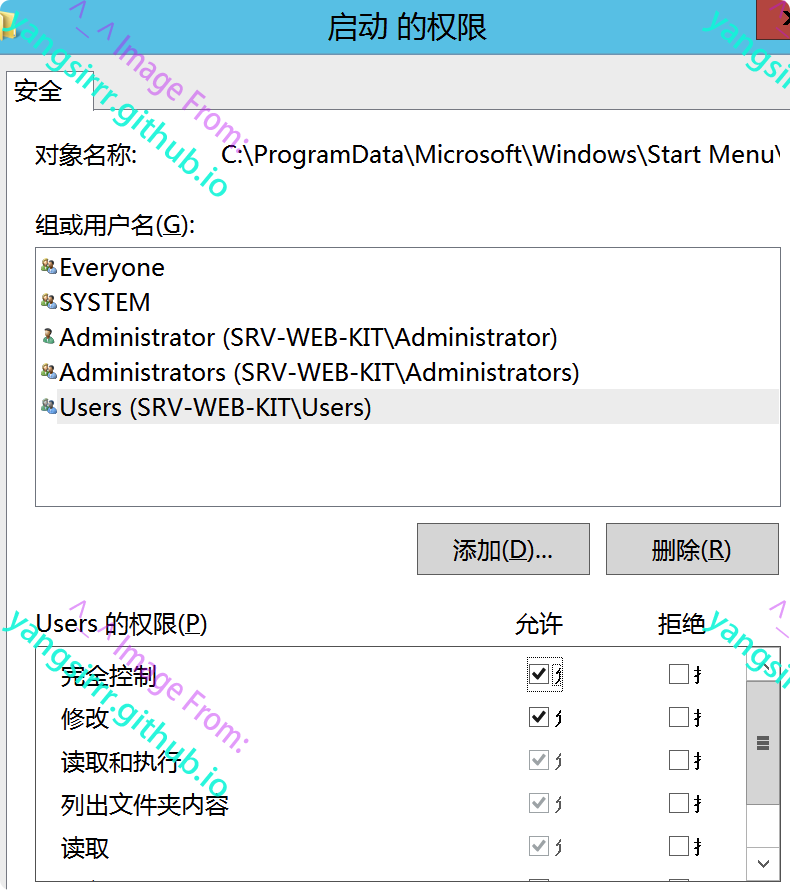 启动 的权限
安全
对象名称: C:\ProgramData\Microsoft\Windows\Start Menu\
组或用户名(G):
Everyone
SYSTEM
Administrator (SRV-WEB-KIT\Administrator)
Administrators (SRV-WEB-KIT\Administrators)
Users (SRV-WEB-KIT\Users)
添加(D)... 删除(R)
Users 的权限(P) 允许 拒绝
完全控制
修改
读取和执行
列出文件夹内容
读取
^_^ Image From:
yangsirrr.github.io
yangsi
^_^ Image From:
yangsirrr.github.io
yangsi